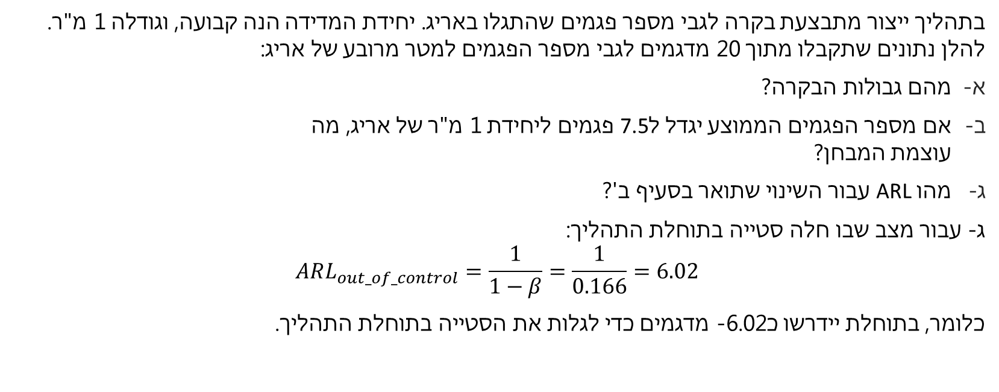 בתהליך ייצור מתבצעת בקרה לגבי מספר פגמים שהתגלו באריג. יחידת המדידה הנה קבועה, וגודלה 1 מ"ר.
להלן נתונים שתקבלו מתוך 20 מדגמים לגבי מספר הפגמים למטר מרובע של אריג:
א- מהם גבולות הבקרה?
ב- אם מספר הפגמים הממוצע יגדל ל7.5 פגמים ליחידת 1 מ"ר של אריג, מה
עוצמת המבחן?
ג- מהו ARL עבור השינוי שתואר בסעיף ב'?
ג- עבור מצב שבו חלה סטייה בתוחלת התהליך:
ARL_{out_of_control} = \frac{1}{1 - β} = \frac{1}{0.166} = 6.02
כלומר, בתוחלת יידרשו כ6.02- מדגמים כדי לגלות את הסטייה בתוחלת התהליך.